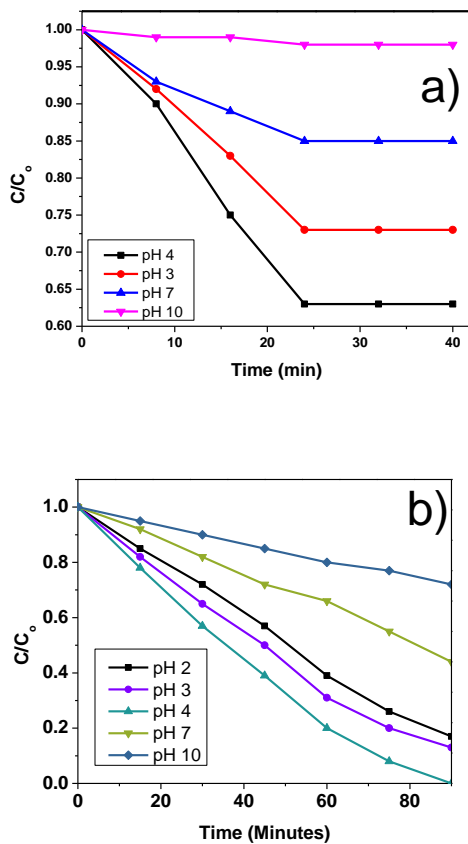 1.00
0.95
0.90
0.85
0.80
0.75
0.70
0.65
0.60
C/Co
a)
pH 4
pH 3
pH 7
pH 10
0 10 20 30 40
Time (min)
1.0
0.8
0.6
0.4
0.2
0.0
C/Co
b)
pH 2
pH 3
pH 4
pH 7
pH 10
0 20 40 60 80
Time (Minutes)